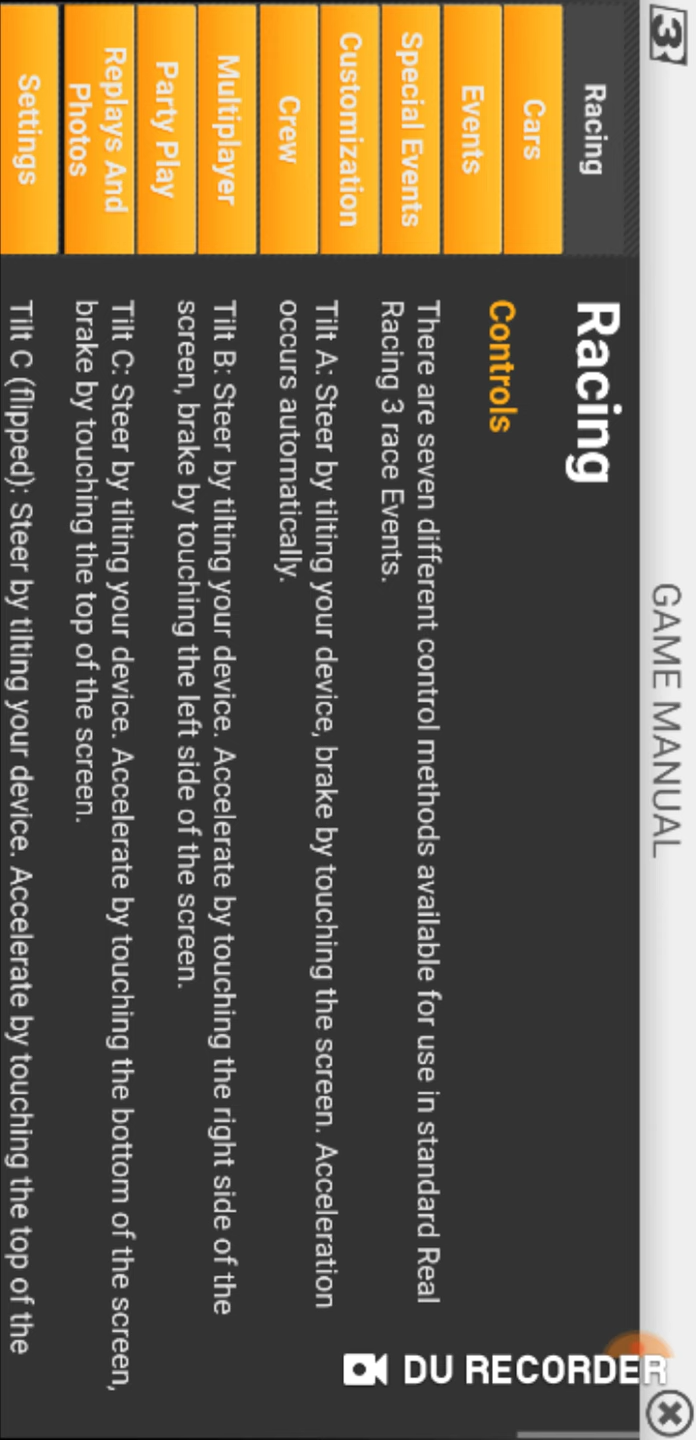 3
GAME MANUAL
Racing
Cars
Events
Special Events
Customization
Crew
Multiplayer
Party Play
Replays And
Photos
Settings
Racing
Controls
There are seven different control methods available for use in standard Real
Racing 3 race Events.
Tilt A: Steer by tilting your device, brake by touching the screen. Acceleration
occurs automatically.
Tilt B: Steer by tilting your device. Accelerate by touching the right side of the
screen, brake by touching the left side of the screen.
Tilt C: Steer by tilting your device. Accelerate by touching the bottom of the screen,
brake by touching the top of the screen.
Tilt C (flipped): Steer by tilting your device. Accelerate by touching the top of the
DU RECORDER